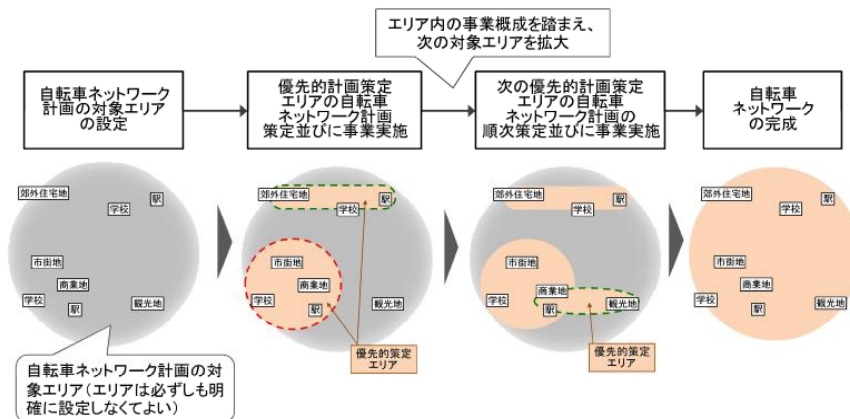 エリア内の事業概成を踏まえ、
次の対象エリアを拡大
自転車ネットワーク
計画の対象エリア
の設定
優先的計画策定
エリアの自転車
ネットワーク計画
策定並びに事業実施
次の優先的計画策定
エリアの自転車
ネットワーク計画の
順次策定並びに事業実施
自転車
ネットワーク
の完成
郊外住宅地
駅
学校
市街地
商業地
学校
駅
観光地
郊外住宅地
駅
学校
市街地
商業地
学校
駅
観光地
優先的策定
エリア
郊外住宅地
駅
学校
市街地
商業地
学校
駅
観光地
優先的策定
エリア
郊外住宅地
駅
学校
市街地
商業地
学校
駅
観光地
自転車ネットワーク計画の対
象エリア(エリアは必ずしも明
確に設定しなくてよい)